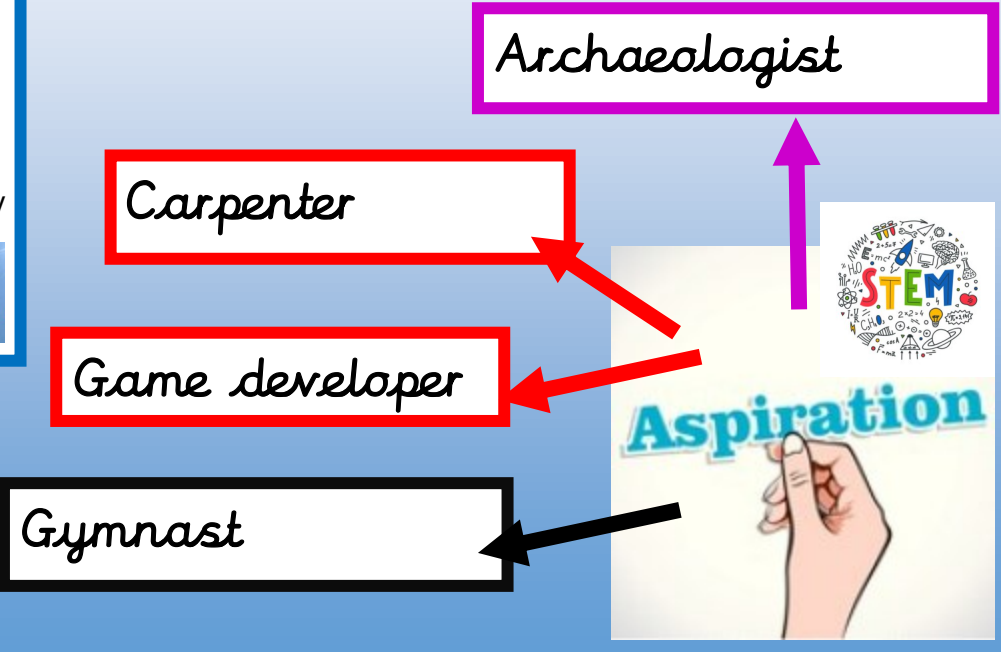 Archaeologist
Carpenter
Game developer
Gymnast
STEM
Aspiration